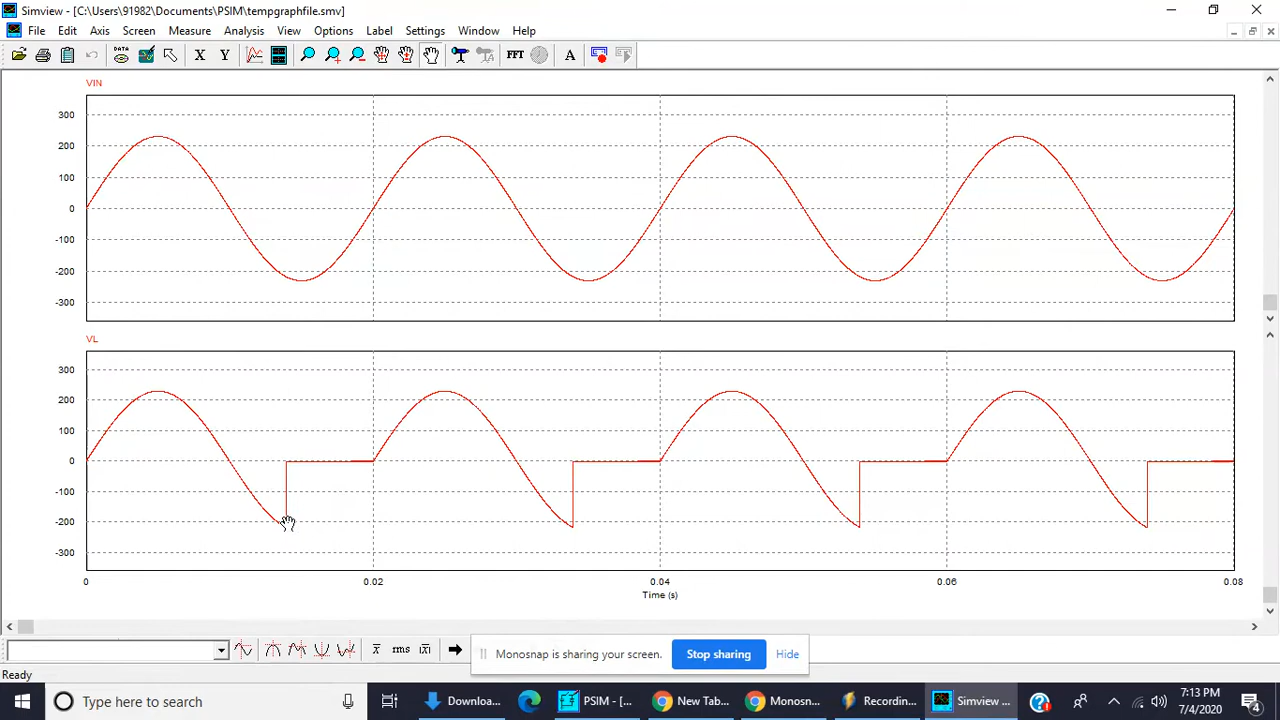 Simview - [C:\Users\91982\Documents\PSIM\tempgraphfile.smv]
File Edit Axis Screen Measure Analysis View Options Label Settings Window Help
DATA X Y FFT A
VIN
300
200
100
0
-100
-200
-300
VL
300
200
100
0
-100
-200
-300
0 0.02 0.04 0.06 0.08
Time (s)
x rms |x|
Monosnap is sharing your screen. Stop sharing Hide
Ready
Type here to search
Downloa... PSIM - [... New Tab... Monosn... Recordin... Simview ...
7:13 PM
7/4/2020
4